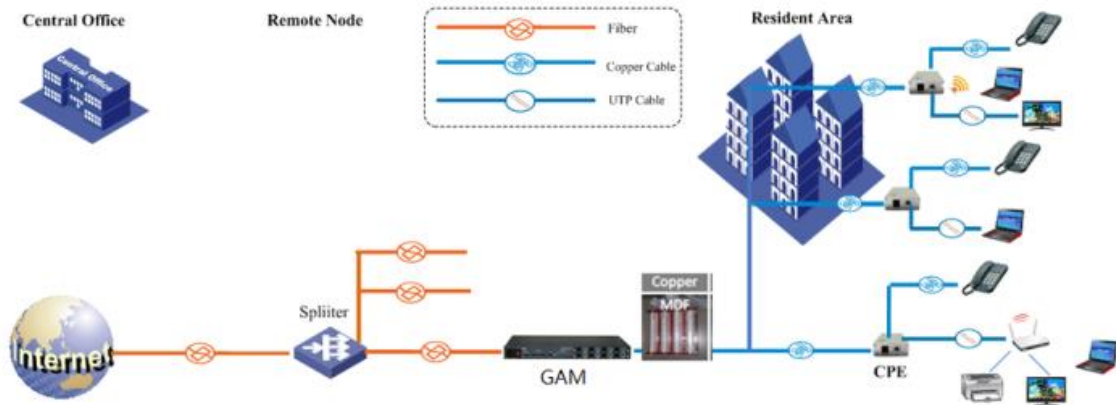 Central Office
Remote Node
Resident Area
Central Office
Fiber
Copper Cable
UTP Cable
Spliiter
Copper
MDF
Internet
GAM
CPE